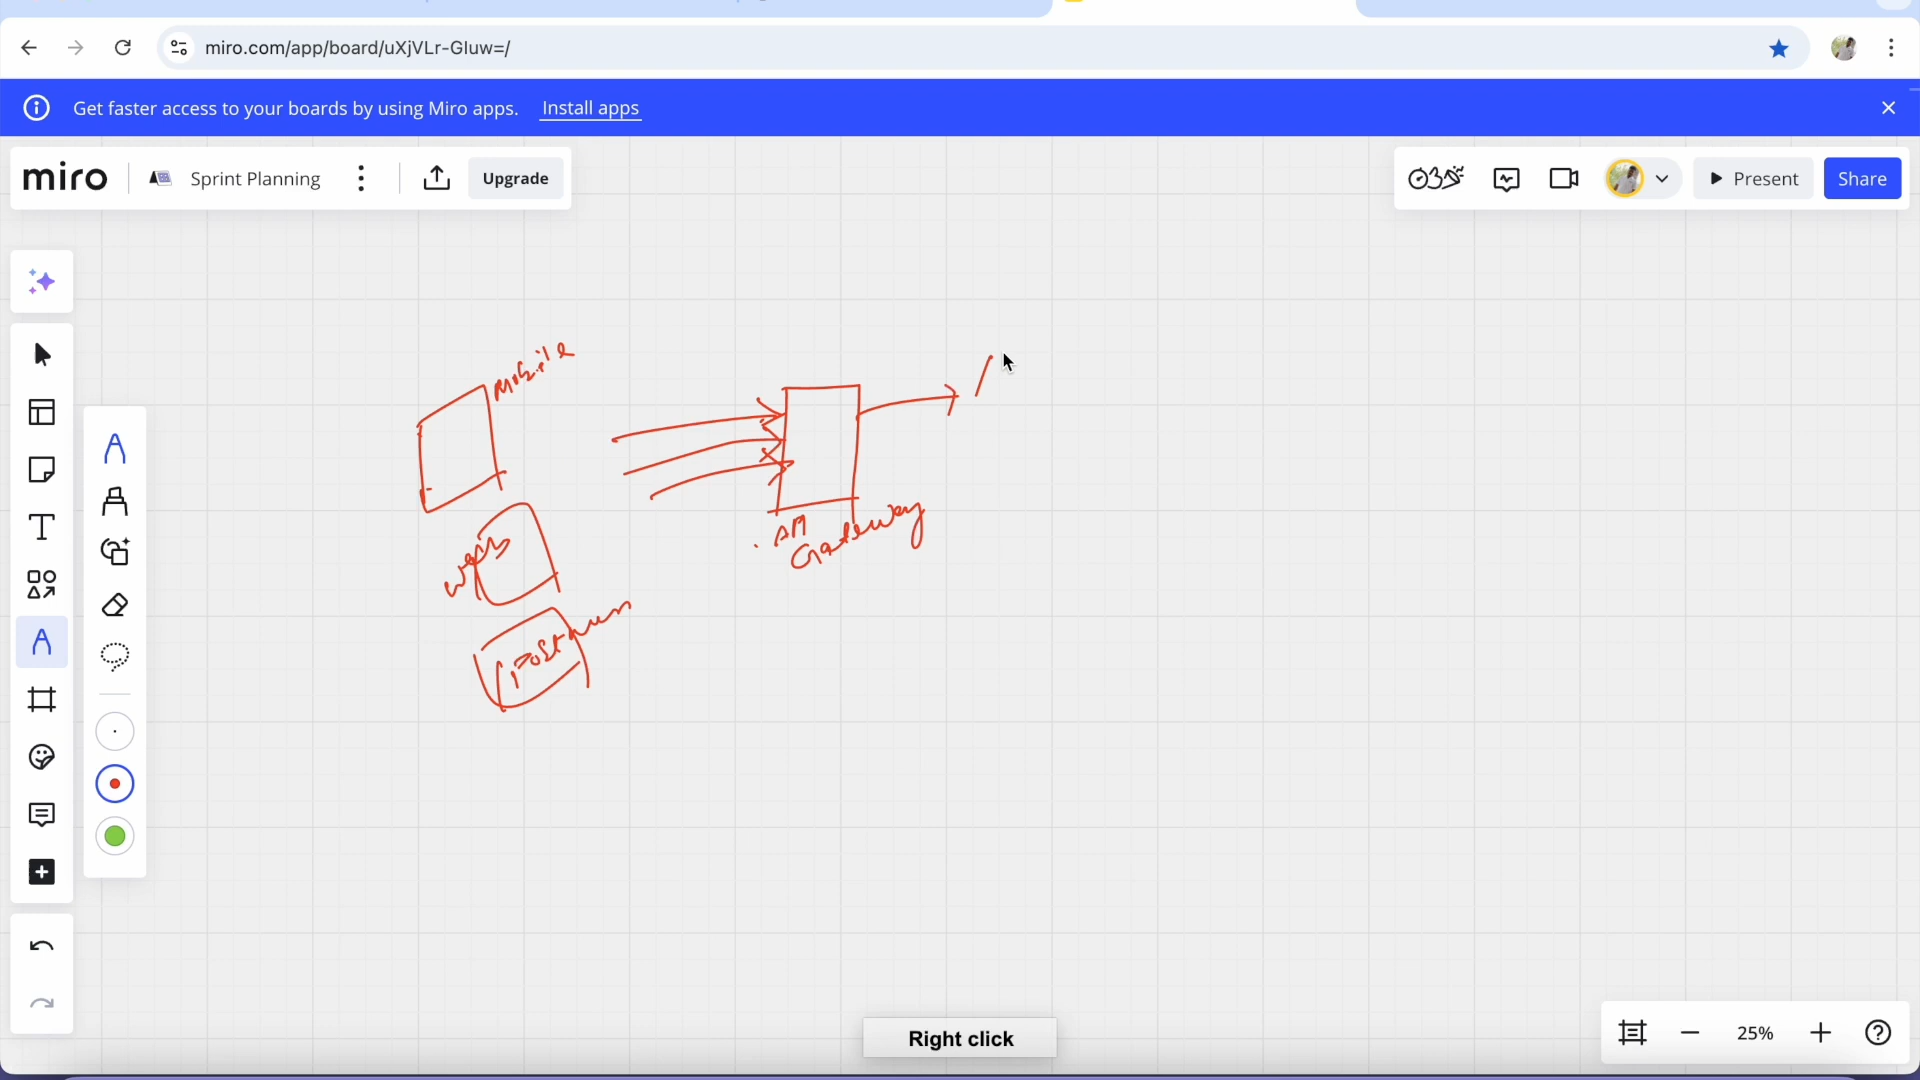 miro.com/app/board/uXjVLr-GIuw=/
Get faster access to your boards by using Miro apps. Install apps
miro Sprint Planning Upgrade
Present Share
Mobile
API
Gateway
Web
postman
Right click
25%